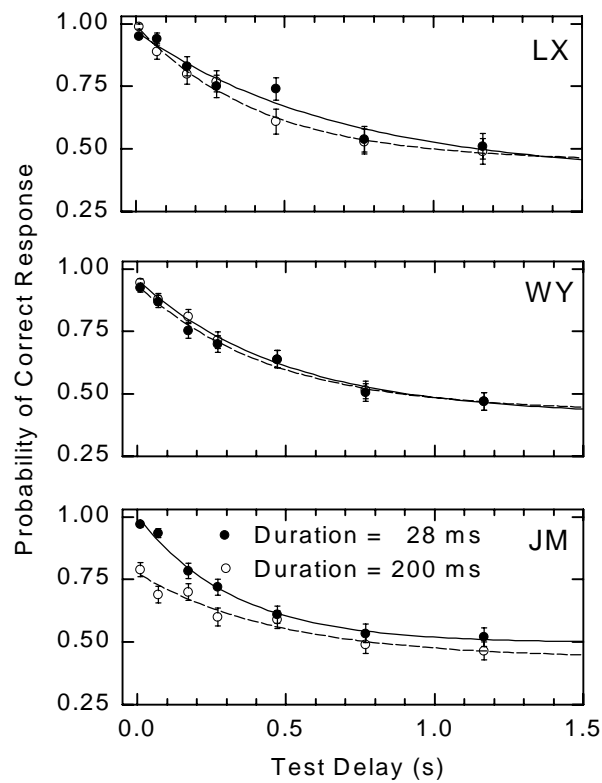 Probability of Correct Response
1.00
0.75
0.50
0.25
LX
1.00
0.75
0.50
0.25
WY
1.00
0.75
0.50
0.25
JM
Duration = 28 ms
Duration = 200 ms
0.0 0.5 1.0 1.5
Test Delay (s)